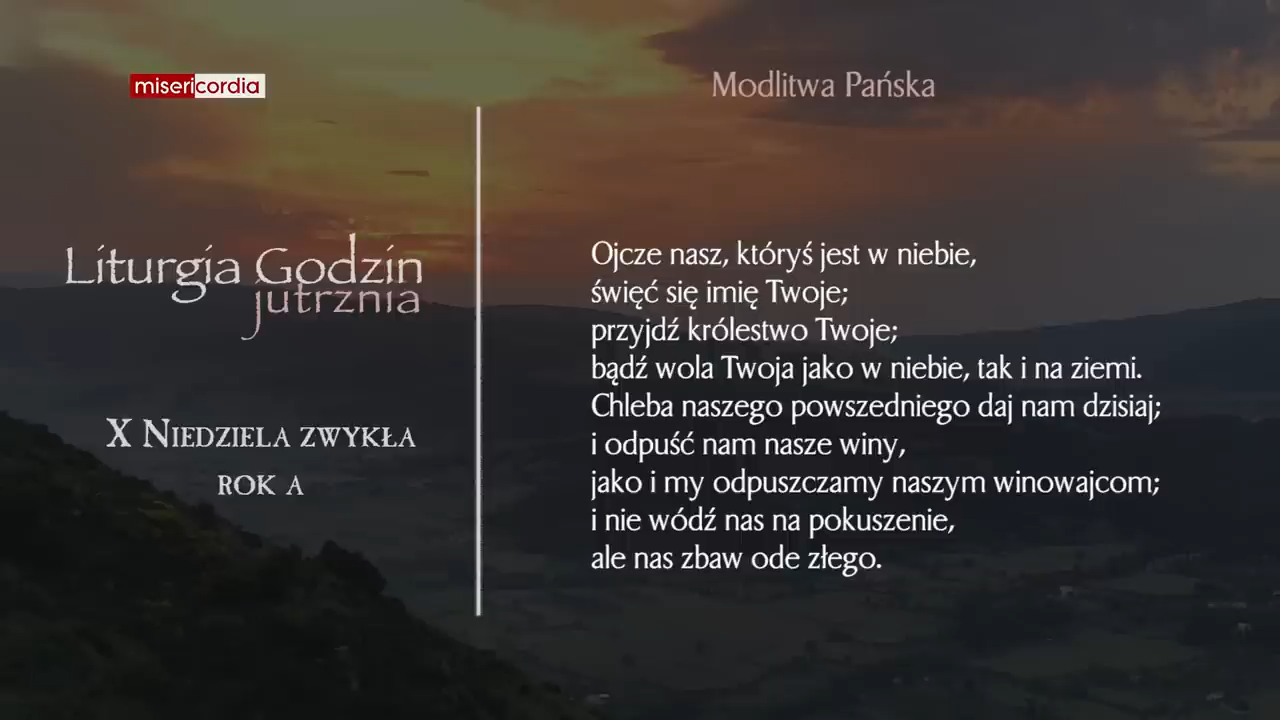 misericordia
Liturgia Godzin
jutrznia
X Niedziela zwykła
rok A
Modlitwa Pańska
Ojcze nasz, któryś jest w niebie,
święć się imię Twoje;
przyjdź królestwo Twoje;
bądź wola Twoja jako w niebie, tak i na ziemi.
Chleba naszego powszedniego daj nam dzisiaj;
i odpuść nam nasze winy,
jako i my odpuszczamy naszym winowajcom;
i nie wódź nas na pokuszenie,
ale nas zbaw ode złego.